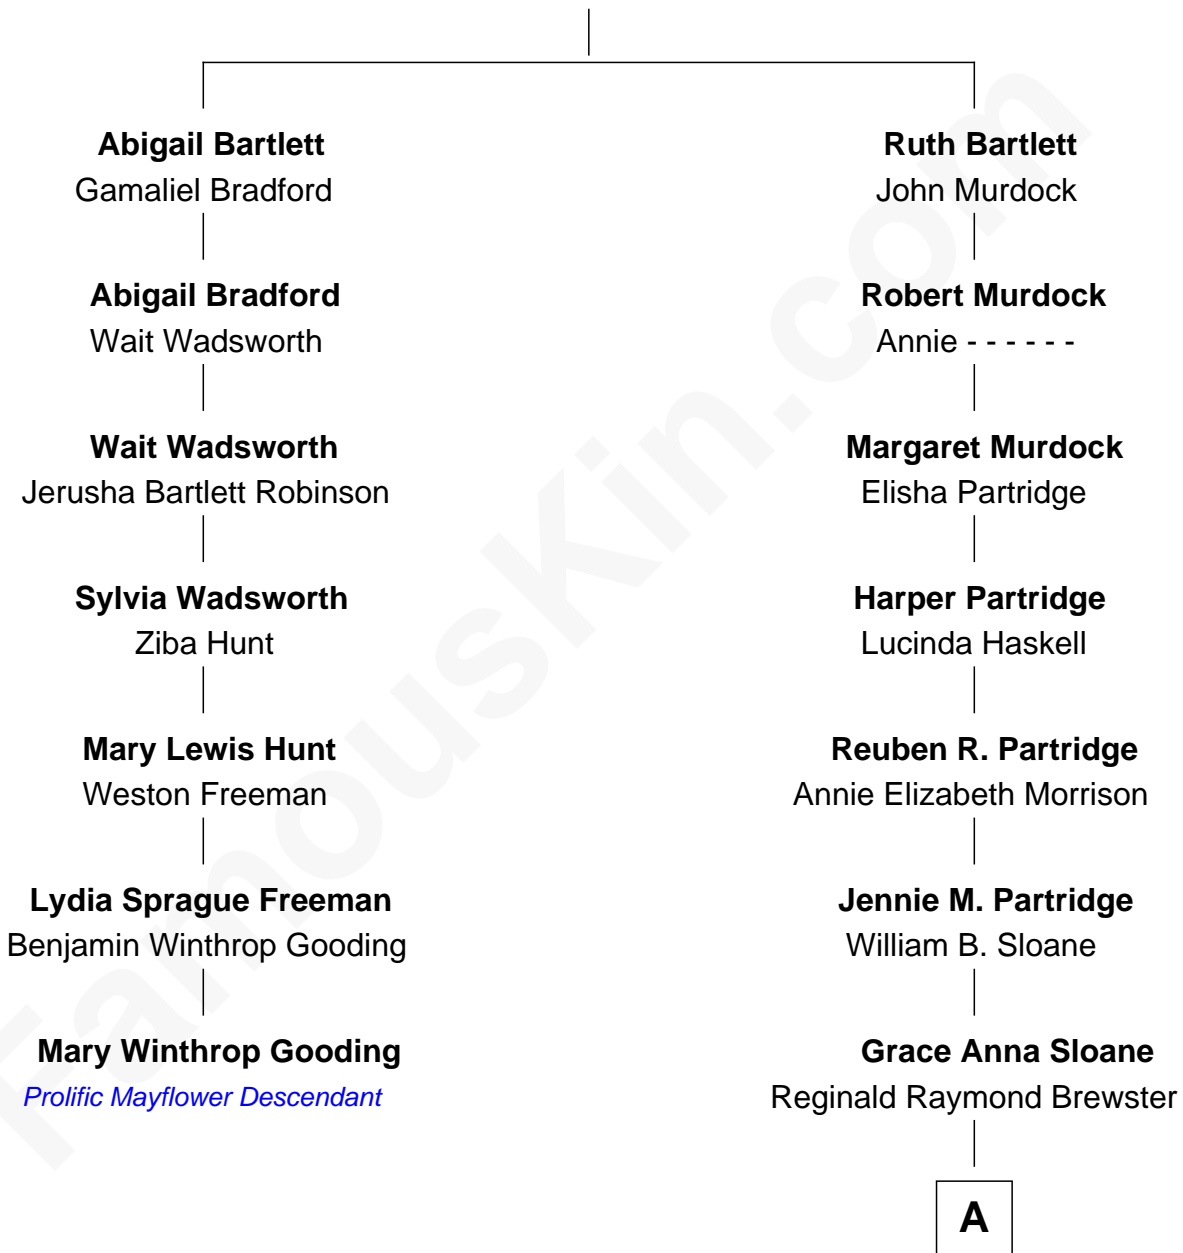 Abigail Bartlett
Gamaliel Bradford
Abigail Bradford
Wait Wadsworth
Wait Wadsworth
Jerusha Bartlett Robinson
Sylvia Wadsworth
Ziba Hunt
Mary Lewis Hunt
Weston Freeman
Lydia Sprague Freeman
Benjamin Winthrop Gooding
Mary Winthrop Gooding
Prolific Mayflower Descendant
Ruth Bartlett
John Murdock
Robert Murdock
Annie - - - - - -
Margaret Murdock
Elisha Partridge
Harper Partridge
Lucinda Haskell
Reuben R. Partridge
Annie Elizabeth Morrison
Jennie M. Partridge
William B. Sloane
Grace Anna Sloane
Reginald Raymond Brewster
A
FamousKin.com